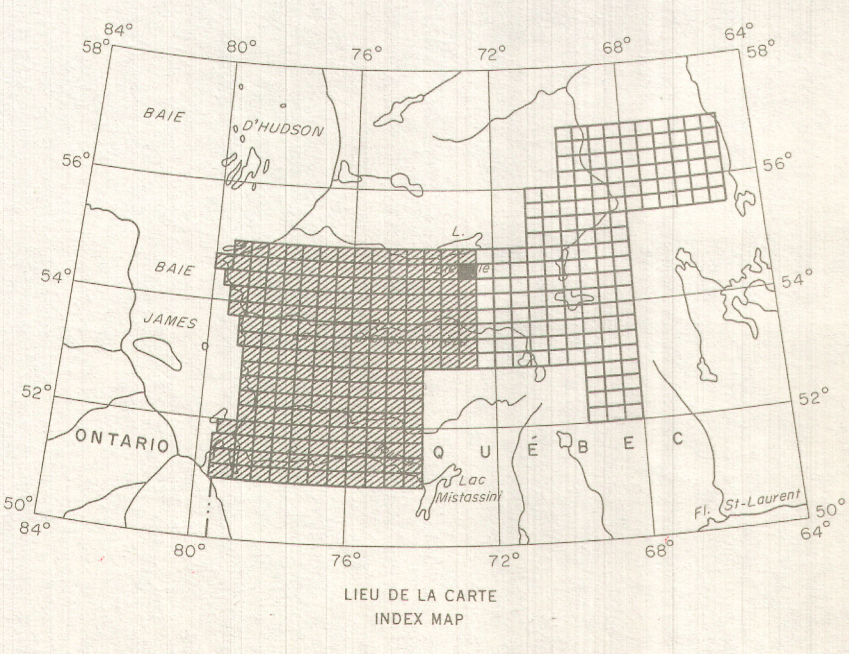 84° 80° 76° 72° 68° 64°
58° 58°
BAIE
D'HUDSON
56° 56°
L.
BAIE
54° 54°
JAMES
52° 52°
ONTARIO
QUÉBEC
Lac
Mistassini
Fl. St-Laurent
50° 50°
84° 80° 76° 72° 68° 64°
LIEU DE LA CARTE
INDEX MAP